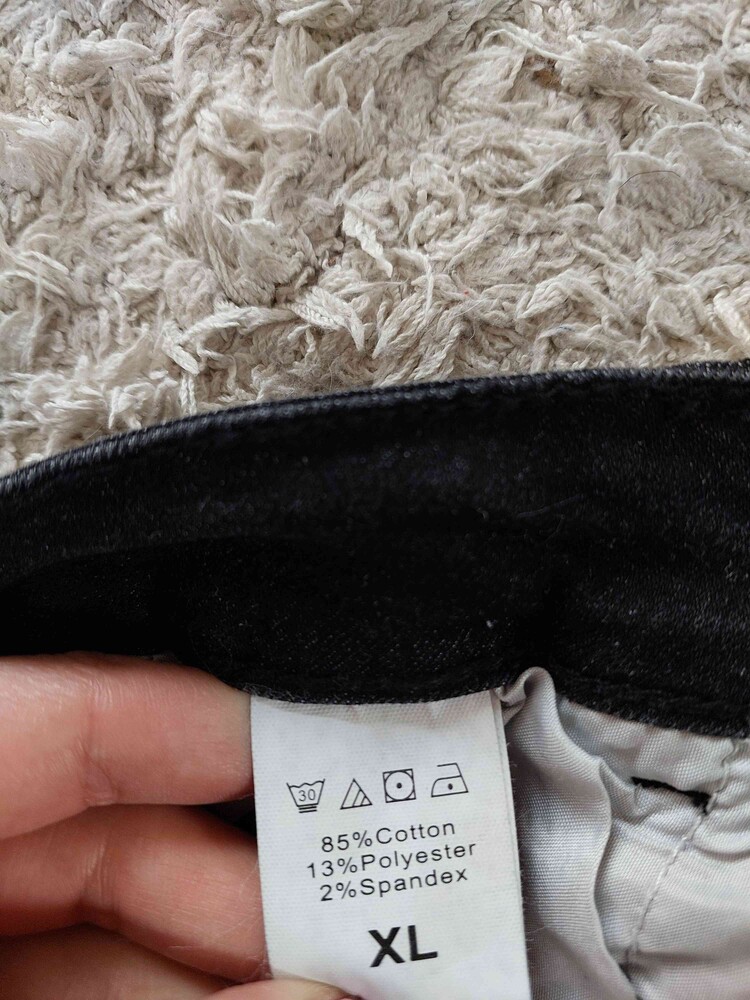 30
85%Cotton
13%Polyester
2%Spandex
XL